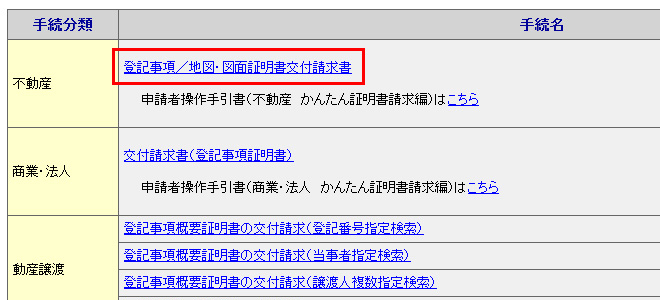 手続分類 手続名
不動産
登記事項／地図・図面証明書交付請求書
申請者操作手引書(不動産　かんたん証明書請求編)はこちら
商業・法人
交付請求書(登記事項証明書)
申請者操作手引書(商業・法人　かんたん証明書請求編)はこちら
動産譲渡
登記事項概要証明書の交付請求(登記番号指定検索)
登記事項概要証明書の交付請求(当事者指定検索)
登記事項概要証明書の交付請求(譲渡人複数指定検索)